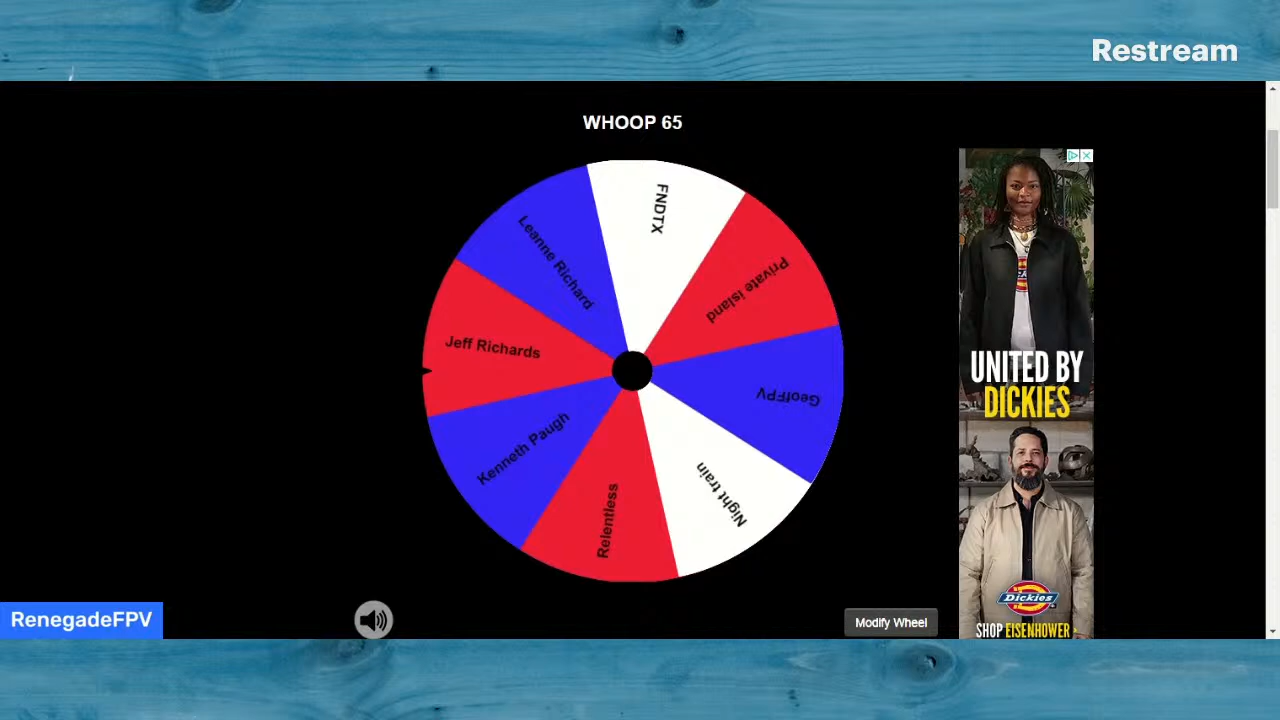 Restream
WHOOP 65
FNDTX
Leanne Richard
Private island
Jeff Richards
GeofFPV
Kenneth Paugh
Night train
Relentless
UNITED BY
DICKIES
Dickies
SHOP EISENHOWER
RenegadeFPV
Modify Wheel